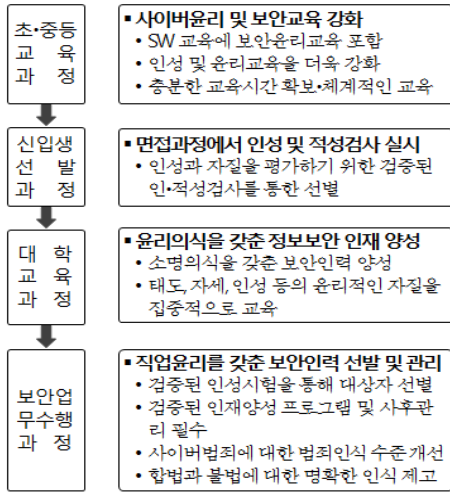 초•중등
교 육
과 정
▪ 사이버윤리 및 보안교육 강화
• SW 교육에 보안윤리교육 포함
• 인성 및 윤리교육을 더욱 강화
• 충분한 교육시간 확보•체계적인 교육
신입생
선 발
과 정
▪ 면접과정에서 인성 및 적성검사 실시
• 인성과 자질을 평가하기 위한 검증된
인•적성검사를 통한 선별
대 학
교 육
과 정
▪ 윤리의식을 갖춘 정보보안 인재 양성
• 소명의식을 갖춘 보안인력 양성
• 태도, 자세, 인성 등의 윤리적인 자질을
집중적으로 교육
보안업
무수행
과 정
▪ 직업윤리를 갖춘 보안인력 선발 및 관리
• 검증된 인성시험을 통해 대상자 선별
• 검증된 인재양성 프로그램 및 사후관
리 필수
• 사이버범죄에 대한 범죄인식 수준 개선
• 합법과 불법에 대한 명확한 인식 제고